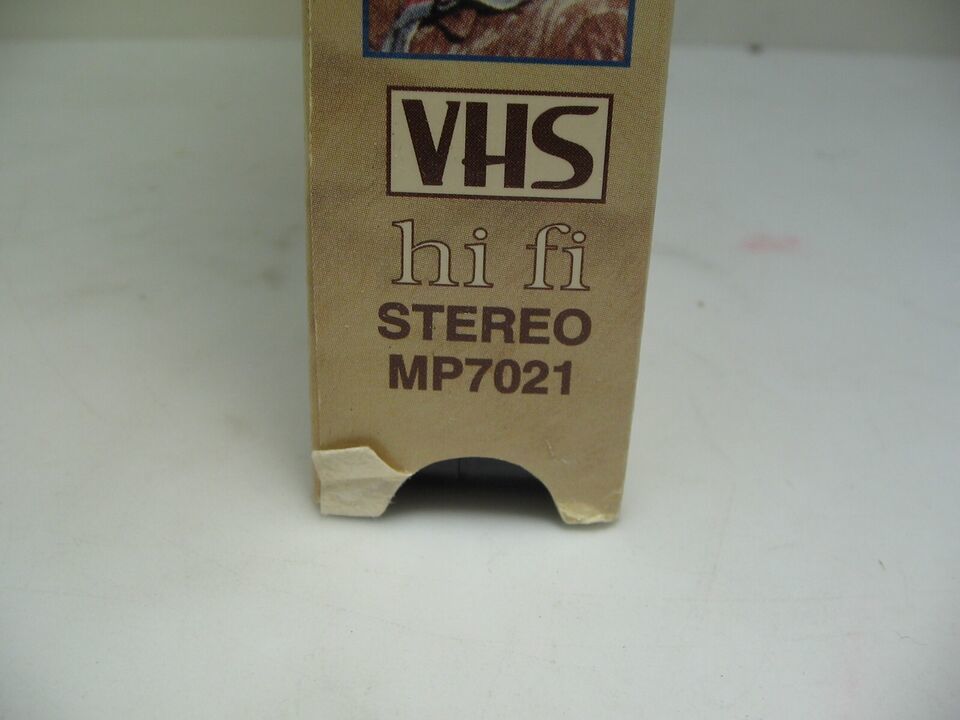 VHS
hi fi
STEREO
MP7021